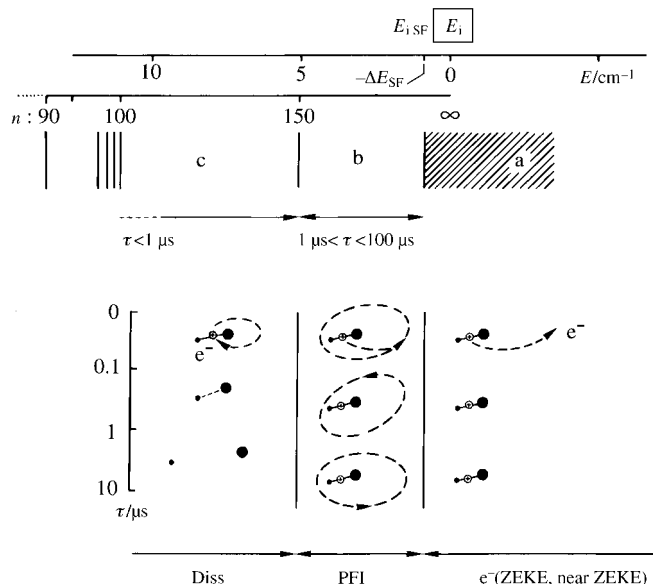 E_i SF E_i
10 5 −ΔE_SF 0 E/cm⁻¹
n : 90 100 150 ∞
c b a
τ < 1 µs 1 µs < τ < 100 µs
0
e⁻ e⁻
0.1
1
10
τ/µs
Diss PFI e⁻(ZEKE, near ZEKE)